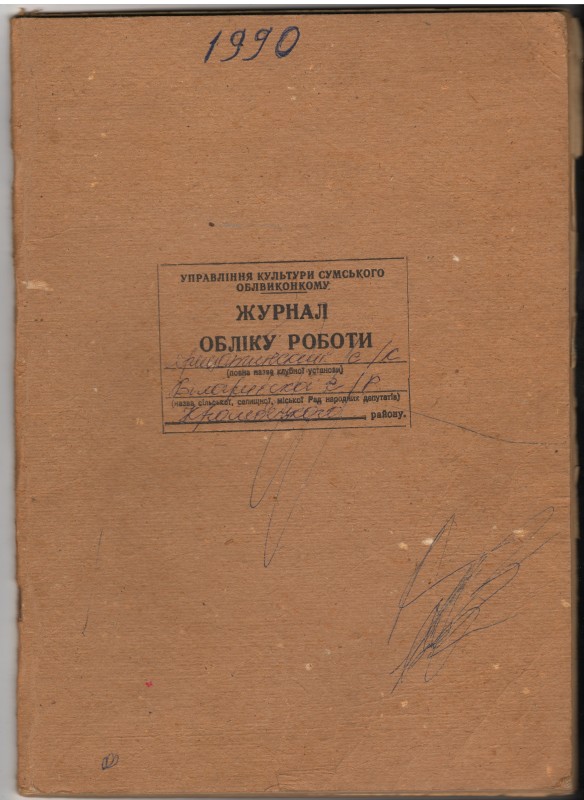 1990
УПРАВЛІННЯ КУЛЬТУРИ СУМСЬКОГО
ОБЛВИКОНКОМУ
ЖУРНАЛ
ОБЛІКУ РОБОТИ
с/к
(повна назва клубної установи)
с/р
(назва сільської, селищної, міської Рад народних депутатів)
району.